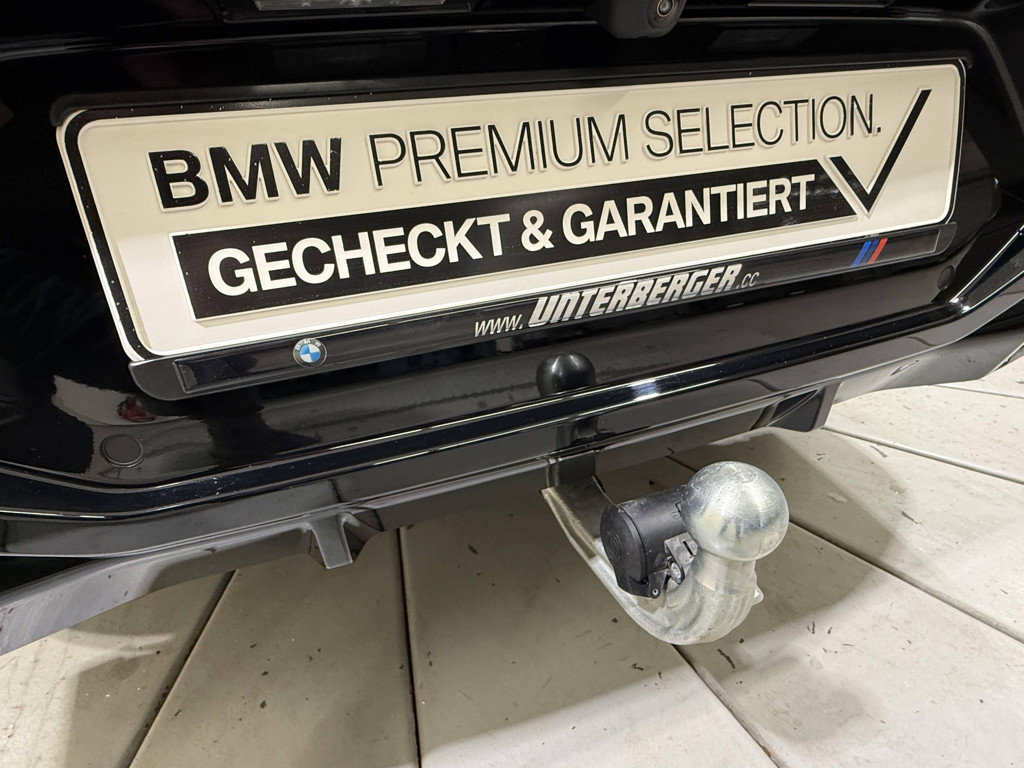 BMW PREMIUM SELECTION.
GECHECKT & GARANTIERT
www.UNTERBERGER.cc